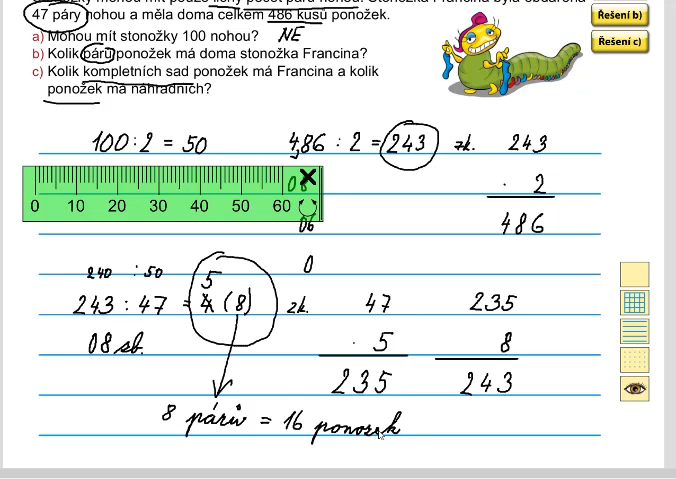 47 páry nohou a měla doma celkem 486 kusů ponožek.
a) Mohou mít stonožky 100 nohou? NE
b) Kolik párů ponožek má doma stonožka Francina?
c) Kolik kompletních sad ponožek má Francina a kolik
ponožek má náhradních?
Řešení b)
Řešení c)
100 : 2 = 50
486 : 2 = 243
08
06
0
zk. 243
· 2
486
0 10 20 30 40 50 60
240 : 50
243 : 47 = 5 (8)
08 zb.
zk. 47
· 5
235
235
8
243
8 párů = 16 ponožek